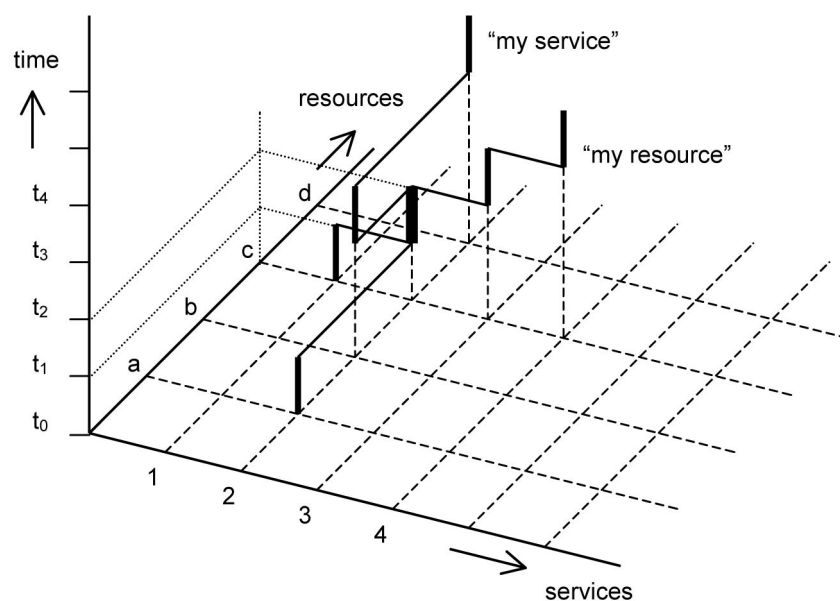 time
“my service”
resources
“my resource”
t₄
d
t₃
c
t₂
b
t₁
a
t₀
1
2
3
4
services